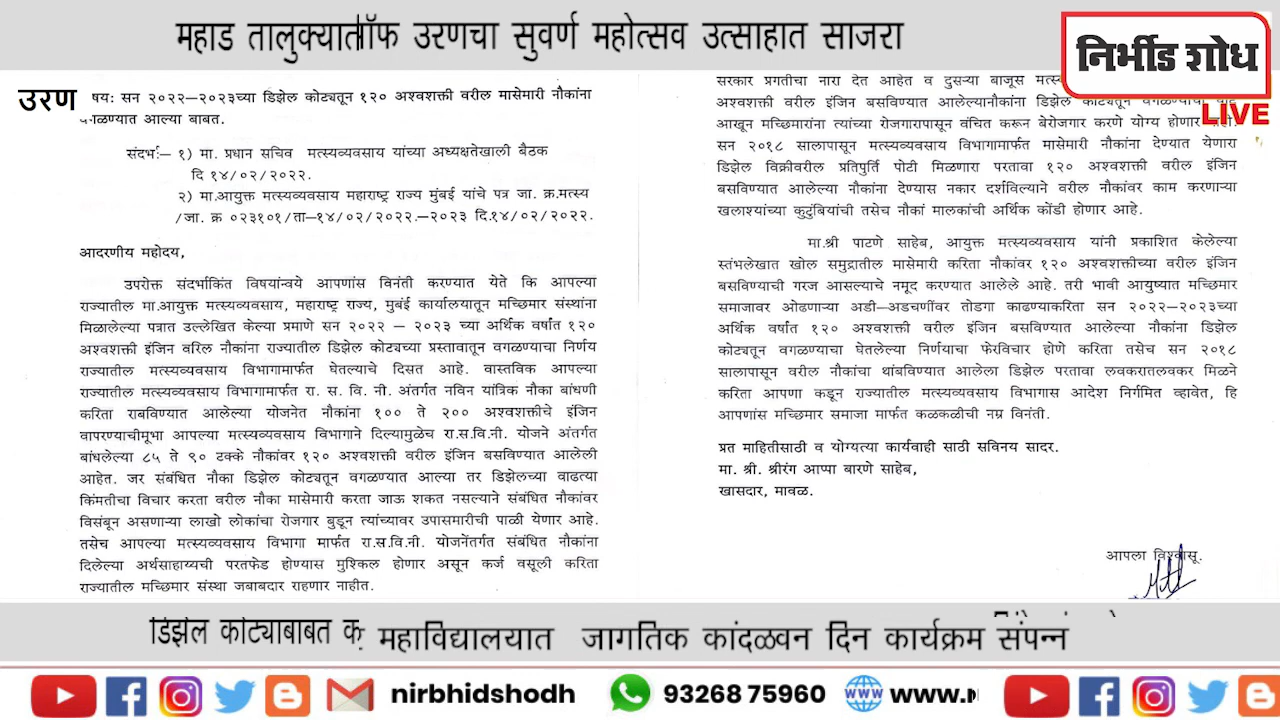 महाड तालुक्यात
ऑफ उरणचा सुवर्ण महोत्सव उत्साहात साजरा
निर्भीड शोध
LIVE
उरण
षय: सन २०२२–२०२३च्या डिझेल कोट्यतून १२० अश्वशक्ती वरील मासेमारी नौकांना
वगळण्यात आल्या बाबत.
संदर्भ:– १) मा. प्रधान सचिव मत्स्यव्यवसाय यांच्या अध्यक्षतेखाली बैठक
दि १४/०२/२०२२.
२) मा.आयुक्त मत्स्यव्यवसाय महाराष्ट्र राज्य मुंबई यांचे पत्र जा. क्र.मत्स्य
/जा. क्र ०२३१०१/ता–१४/०२/२०२२.–२०२३ दि.१४/०२/२०२२.
आदरणीय महोदय,
उपरोक्त संदर्भाकिंत विषयांन्वये आपणांस विनंती करण्यात येते कि आपल्या
राज्यातील मा.आयुक्त मत्स्यव्यवसाय, महाराष्ट्र राज्य, मुबंई कार्यालयातून मच्छिमार संस्थांना
मिळालेल्या पत्रात उल्लेखित केल्या प्रमाणे सन २०२२ – २०२३ च्या अर्थिक वर्षात १२०
अश्वशक्ती इंजिन वरिल नौकांना राज्यातील डिझेल कोटयच्या प्रस्तावातून वगळण्याचा निर्णय
राज्यातील मत्स्यव्यवसाय विभागामार्फत घेतल्याचे दिसत आहे. वास्तविक आपल्या
राज्यातील मत्स्यव्यवसाय विभागामार्फत रा. स. वि. नी. अंतर्गत नविन यांत्रिक नौका बांधणी
करिता राबविण्यात आलेल्या योजनेत नौकांना १०० ते २०० अश्वशक्तीचे इंजिन
वापरण्याचीमूभा आपल्या मत्स्यव्यवसाय विभागाने दिल्यामुळेच रा.स.वि.नी. योजने अंतर्गत
बांधलेल्या ८५ ते ९० टक्के नौकांवर १२० अश्वशक्ती वरील इंजिन बसविण्यात आलेली
आहेत. जर संबंधित नौका डिझेल कोट्यतून वगळण्यात आल्या तर डिझेलच्या वाढत्या
किंमतीचा विचार करता वरील नौका मासेमारी करता जाऊ शकत नसल्याने संबंधित नौकांवर
विसंबून असणाऱ्या लाखो लोकांचा रोजगार बुडून त्यांच्यावर उपासमारीची पाळी येणार आहे.
तसेच आपल्या मत्स्यव्यवसाय विभागा मार्फत रा.स.वि.नी. योजनेंतर्गत संबंधित नौकांना
दिलेल्या अर्थसाहाय्यची परतफेड होण्यास मुश्किल होणार असून कर्ज वसूली करिता
राज्यातील मच्छिमार संस्था जबाबदार राहणार नाहीत.
सरकार प्रगतीचा नारा देत आहेत व दुसऱ्या बाजूस
अश्वशक्ती वरील इंजिन बसविण्यात आलेल्यानौकांना डिझेल कोट्यतून वगळण्याचा
आखून मच्छिमारांना त्यांच्या रोजगारापासून वंचित करून बेरोजगार करणे योग्य होणार नाही.
सन २०१८ सालापासून मत्स्यव्यवसाय विभागामार्फत मासेमारी नौकांना देण्यात येणारा
डिझेल विक्रीवरील प्रतिपुर्ति पोटी मिळणारा परतावा १२० अश्वशक्ती वरील इंजिन
बसविण्यात आलेल्या नौकांना देण्यास नकार दर्शविल्याने वरील नौकांवर काम करणाऱ्या
खलाश्यांच्या कुटुंबियांची तसेच नौकां मालकांची अर्थिक कोंडी होणार आहे.
मा.श्री पाटणे साहेब, आयुक्त मत्स्यव्यवसाय यांनी प्रकाशित केलेल्या
स्तंभलेखात खोल समुद्रातील मासेमारी करिता नौकांवर १२० अश्वशक्तीच्या वरील इंजिन
बसविण्याची गरज आसल्याचे नमूद करण्यात आलेले आहे. तरी भावी आयुष्यात मच्छिमार
समाजावर ओढणाऱ्या अडी–अडचणींवर तोडगा काढण्याकरिता सन २०२२–२०२३च्या
अर्थिक वर्षात १२० अश्वशक्ती वरील इंजिन बसविण्यात आलेल्या नौकांना डिझेल
कोट्यतून वगळण्याचा घेतलेल्या निर्णयाचा फेरविचार होणे करिता तसेच सन २०१८
सालापासून वरील नौकांचा थांबविण्यात आलेला डिझेल परतावा लवकरातलवकर मिळने
करिता आपणा कडून राज्यातील मत्स्यव्यवसाय विभागास आदेश निर्गमित व्हावेत, हि
आपणांस मच्छिमार समाजा मार्फत कळकळीची नम्र विनंती.
प्रत माहितीसाठी व योग्यत्या कार्यवाही साठी सविनय सादर.
मा. श्री. श्रीरंग आप्पा बारणे साहेब,
खासदार, मावळ.
आपला विश्वासू.
डिझेल कोट्याबाबत क
महाविद्यालयात जागतिक कांदळवन दिन कार्यक्रम संपन्न
nirbhidshodh 93268 75960 www.